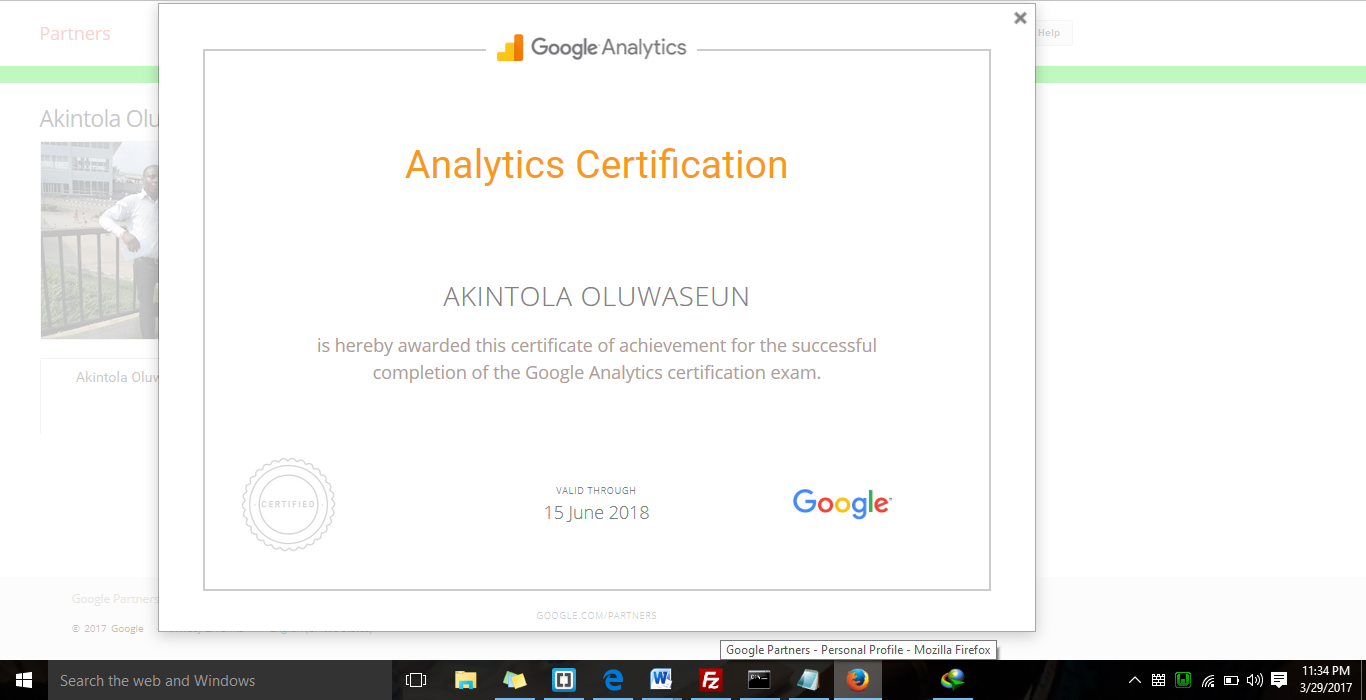 Partners
Help
Akintola Olu
Akintola Oluw
Google Analytics
Analytics Certification
AKINTOLA OLUWASEUN
is hereby awarded this certificate of achievement for the successful
completion of the Google Analytics certification exam.
CERTIFIED
VALID THROUGH
15 June 2018
Google
GOOGLE.COM/PARTNERS
Google Partners
© 2017 Google
Google Partners - Personal Profile - Mozilla Firefox
Search the web and Windows
11:34 PM
3/29/2017